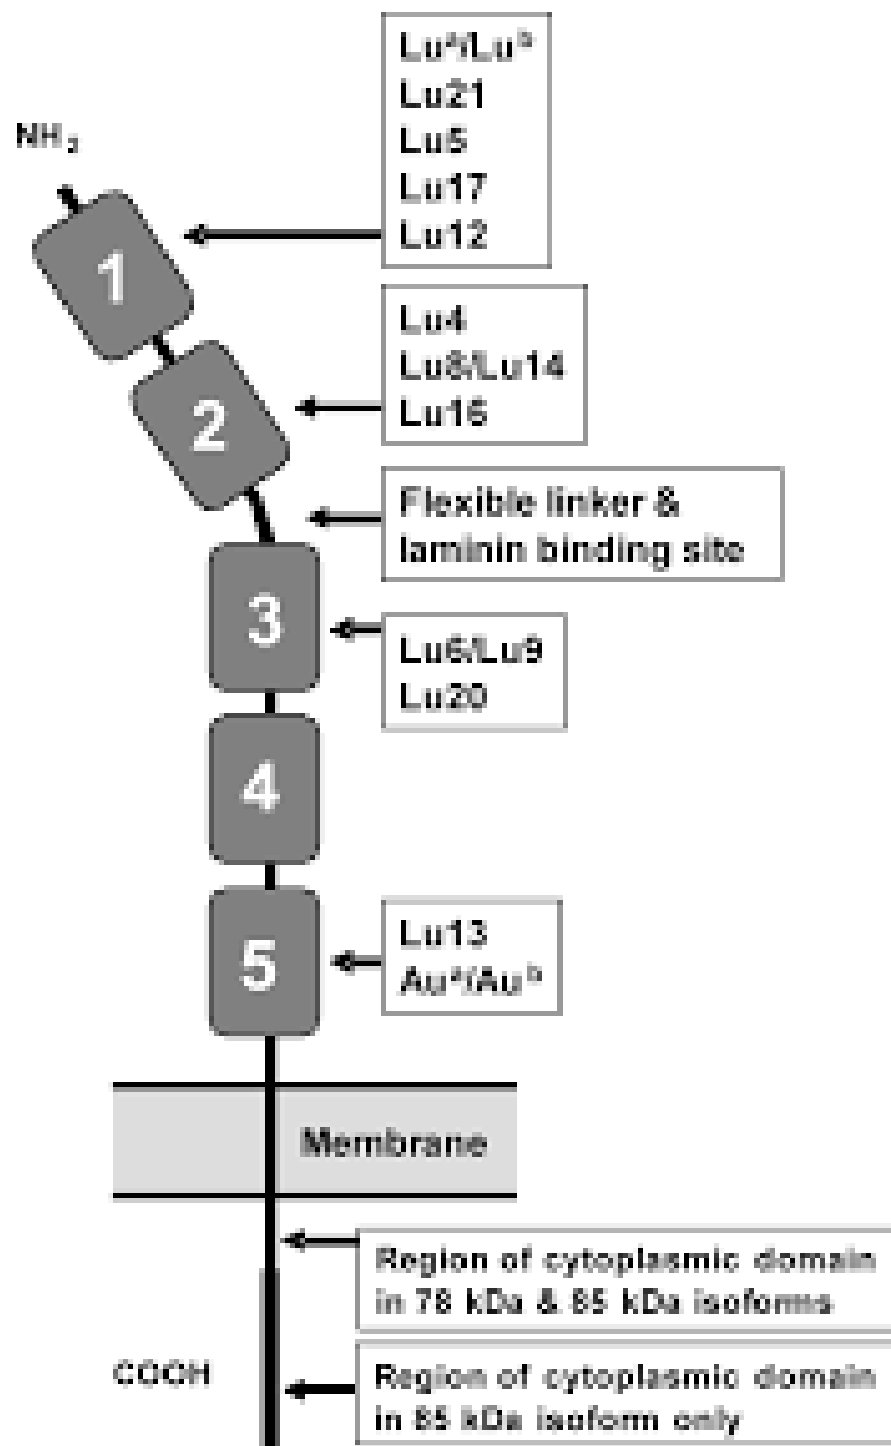 Luᵃ/Luᵇ
Lu21
NH₂
Lu5
Lu17
Lu12
1
Lu4
Lu8/Lu14
2
Lu16
Flexible linker &
laminin binding site
3
Lu6/Lu9
Lu20
4
Lu13
5
Auᵃ/Auᵇ
Membrane
Region of cytoplasmic domain
in 78 kDa & 85 kDa isoforms
COOH
Region of cytoplasmic domain
in 85 kDa isoform only